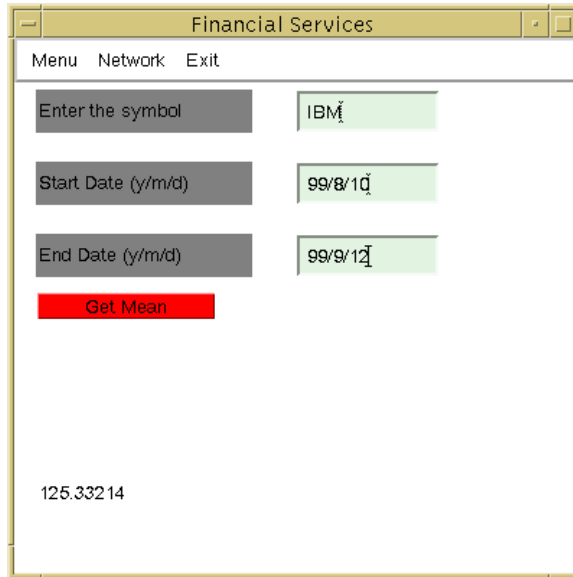 Financial Services
Menu Network Exit
Enter the symbol IBM
Start Date (y/m/d) 99/8/10
End Date (y/m/d) 99/9/12
Get Mean
125.33214